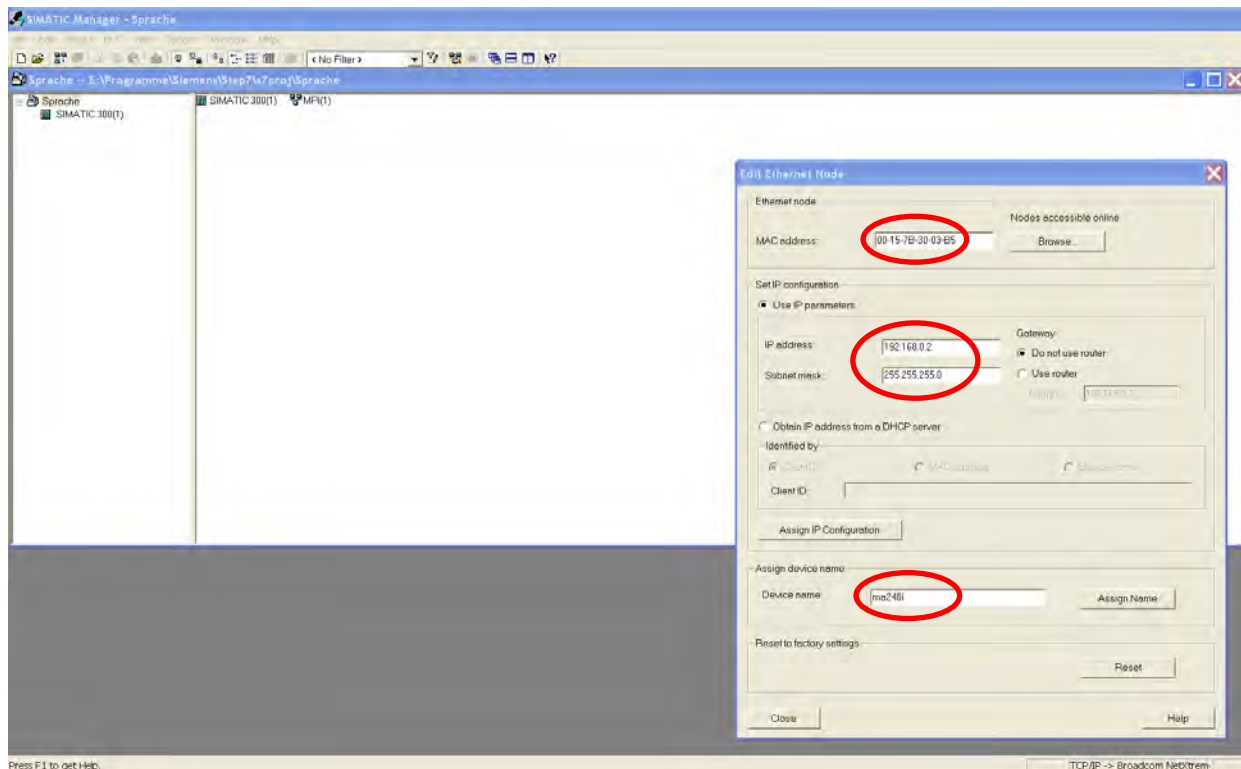 SIMATIC Manager - Sprache
<No Filter>
Sprache -- E:\Programme\Siemens\Step7\s7proj\Sprache
Sprache
SIMATIC 300(1)
SIMATIC 300(1) MPI(1)
Edit Ethernet Node
Ethernet node
Nodes accessible online
MAC address: 00-15-7B-30-03-B5 Browse...
Set IP configuration
Use IP parameters
Gateway
IP address: 192.168.0.2 Do not use router
Subnet mask: 255.255.255.0 Use router
Obtain IP address from a DHCP server
Identified by
Client ID MAC address
Client ID:
Assign IP Configuration
Assign device name
Device name: ma248i Assign Name
Reset to factory settings
Reset
Close Help
Press F1 to get Help. TCP/IP -> Broadcom NetXtrem